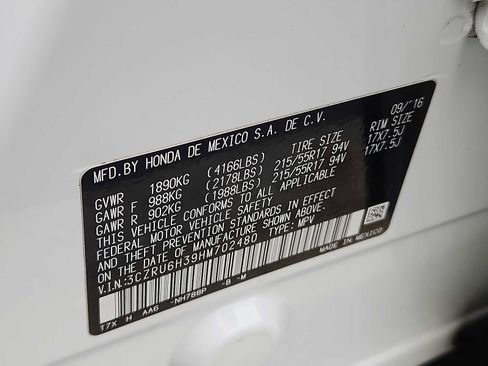 MFD.BY HONDA DE MEXICO S.A. DE C.V. 09/'16
GVWR 1890KG (4166LBS) TIRE SIZE RIM SIZE
GAWR F 988KG (2178LBS) 215/55R17 94V 17X7.5J
GAWR R 902KG (1988LBS) 215/55R17 94V 17X7.5J
THIS VEHICLE CONFORMS TO ALL APPLICABLE
FEDERAL MOTOR VEHICLE SAFETY, BUMPER,
AND THEFT PREVENTION STANDARDS IN EFFECT
ON THE DATE OF MANUFACTURE SHOWN ABOVE.
V.I.N.:3CZRU6H39HM702480 TYPE: MPV
T7X H AA6 -NH788P -B -M MADE IN MEXICO